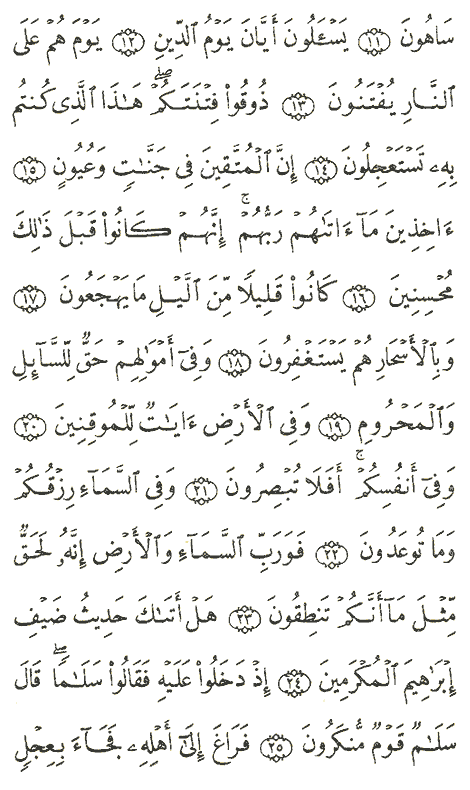 سَاهُونَ ﴿١١﴾ يَسْـَٔلُونَ أَيَّانَ يَوْمُ ٱلدِّينِ ﴿١٢﴾ يَوْمَ هُمْ عَلَى
ٱلنَّارِ يُفْتَنُونَ ﴿١٣﴾ ذُوقُوا۟ فِتْنَتَكُمْ هَـٰذَا ٱلَّذِى كُنتُم
بِهِۦ تَسْتَعْجِلُونَ ﴿١٤﴾ إِنَّ ٱلْمُتَّقِينَ فِى جَنَّـٰتٍ وَعُيُونٍ ﴿١٥﴾
ءَاخِذِينَ مَآ ءَاتَىٰهُمْ رَبُّهُمْ ۚ إِنَّهُمْ كَانُوا۟ قَبْلَ ذَٰلِكَ
مُحْسِنِينَ ﴿١٦﴾ كَانُوا۟ قَلِيلًا مِّنَ ٱلَّيْلِ مَا يَهْجَعُونَ ﴿١٧﴾
وَبِٱلْأَسْحَارِ هُمْ يَسْتَغْفِرُونَ ﴿١٨﴾ وَفِىٓ أَمْوَٰلِهِمْ حَقٌّ لِّلسَّآئِلِ
وَٱلْمَحْرُومِ ﴿١٩﴾ وَفِى ٱلْأَرْضِ ءَايَـٰتٌ لِّلْمُوقِنِينَ ﴿٢٠﴾
وَفِىٓ أَنفُسِكُمْ ۚ أَفَلَا تُبْصِرُونَ ﴿٢١﴾ وَفِى ٱلسَّمَآءِ رِزْقُكُمْ
وَمَا تُوعَدُونَ ﴿٢٢﴾ فَوَرَبِّ ٱلسَّمَآءِ وَٱلْأَرْضِ إِنَّهُۥ لَحَقٌّ
مِّثْلَ مَآ أَنَّكُمْ تَنطِقُونَ ﴿٢٣﴾ هَلْ أَتَىٰكَ حَدِيثُ ضَيْفِ
إِبْرَٰهِيمَ ٱلْمُكْرَمِينَ ﴿٢٤﴾ إِذْ دَخَلُوا۟ عَلَيْهِ فَقَالُوا۟ سَلَـٰمًا ۖ قَالَ
سَلَـٰمٌ قَوْمٌ مُّنكَرُونَ ﴿٢٥﴾ فَرَاغَ إِلَىٰٓ أَهْلِهِۦ فَجَآءَ بِعِجْلٍ